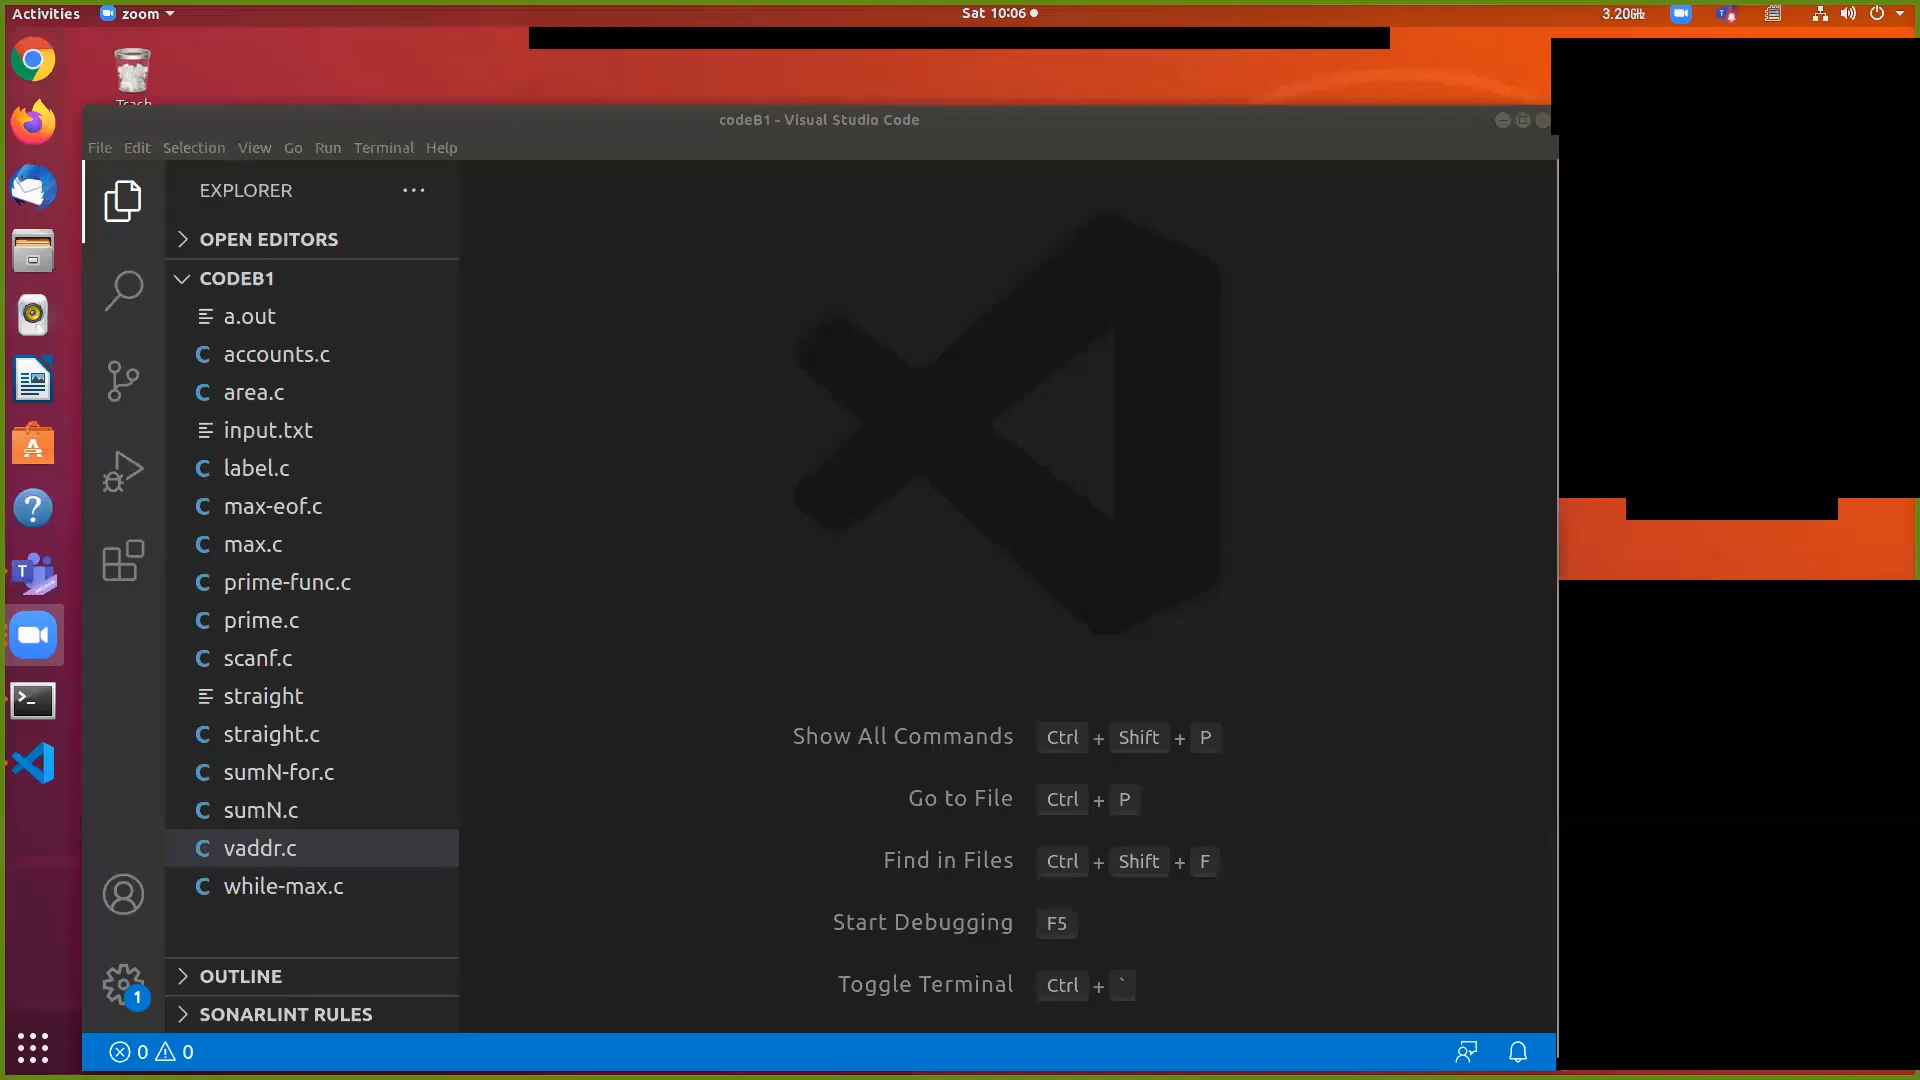 Activities
zoom
Sat 10:06
3.20GHz
Trash
codeB1 - Visual Studio Code
File Edit Selection View Go Run Terminal Help
EXPLORER
OPEN EDITORS
CODEB1
a.out
C accounts.c
C area.c
input.txt
C label.c
C max-eof.c
C max.c
C prime-func.c
C prime.c
C scanf.c
straight
C straight.c
C sumN-for.c
C sumN.c
C vaddr.c
C while-max.c
OUTLINE
SONARLINT RULES
Show All Commands Ctrl + Shift + P
Go to File Ctrl + P
Find in Files Ctrl + Shift + F
Start Debugging F5
Toggle Terminal Ctrl + `
1
0 0